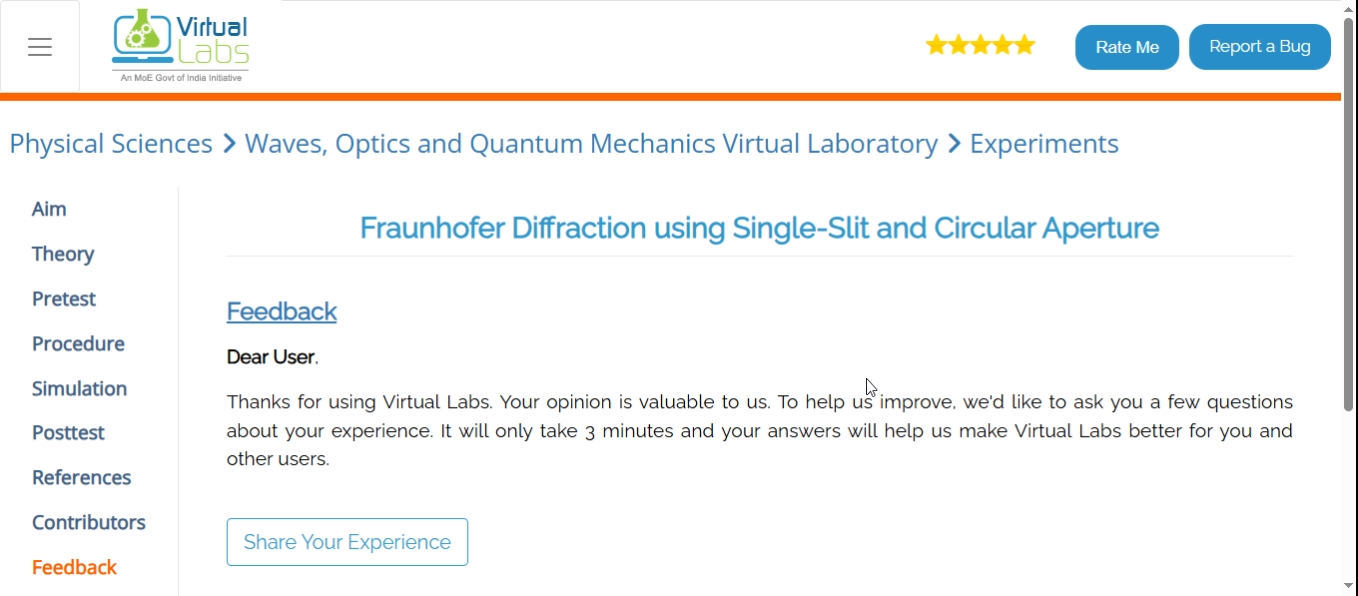 Virtual
Labs
An MoE Govt of India Initiative
Rate Me
Report a Bug
Physical Sciences > Waves, Optics and Quantum Mechanics Virtual Laboratory > Experiments
Aim
Theory
Pretest
Procedure
Simulation
Posttest
References
Contributors
Feedback
Fraunhofer Diffraction using Single-Slit and Circular Aperture
Feedback
Dear User.
Thanks for using Virtual Labs. Your opinion is valuable to us. To help us improve, we'd like to ask you a few questions
about your experience. It will only take 3 minutes and your answers will help us make Virtual Labs better for you and
other users.
Share Your Experience